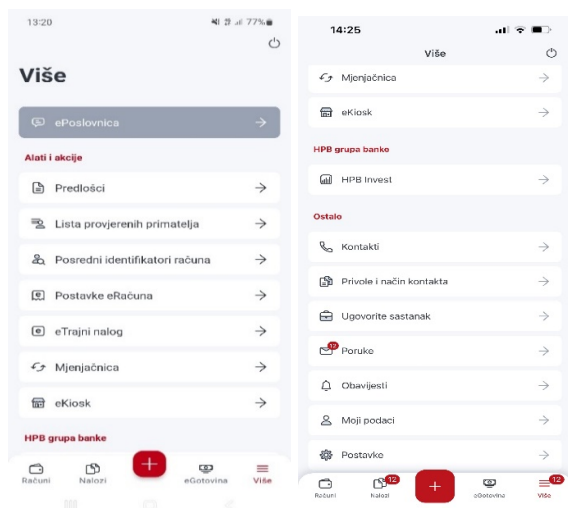 13:20
77%
Više
ePoslovnica
Alati i akcije
Predlošci
Lista provjerenih primatelja
Posredni identifikatori računa
Postavke eRačuna
eTrajni nalog
Mjenjačnica
eKiosk
HPB grupa banke
Računi
Nalozi
eGotovina
Više
14:25
Više
Mjenjačnica
eKiosk
HPB grupa banke
HPB Invest
Ostalo
Kontakti
Privole i način kontakta
Ugovorite sastanak
12
Poruke
Obavijesti
Moji podaci
Postavke
12
12
Računi
Nalozi
eGotovina
Više